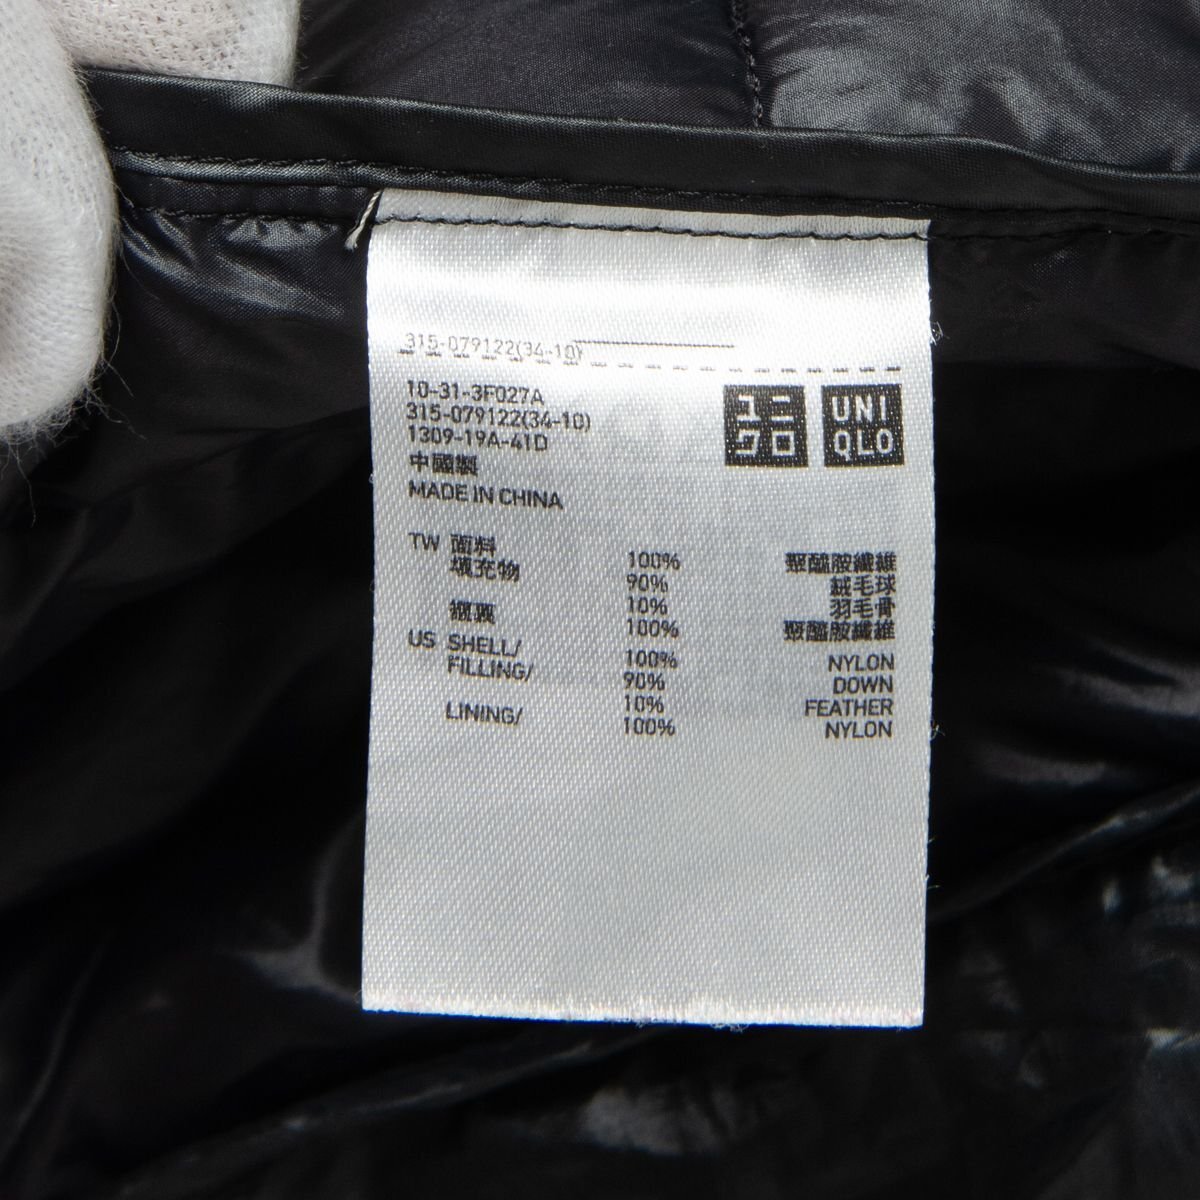 315-079122(34-10)
10-31-3F027A
315-079122(34-10)
1309-19A-41D
中國製
MADE IN CHINA
ユニ
クロ
UNI
QLO
TW 面料 100% 聚醯胺纖維
填充物 90% 絨毛球
10% 羽毛骨
襯裏 100% 聚醯胺纖維
US SHELL/ 100% NYLON
FILLING/ 90% DOWN
10% FEATHER
LINING/ 100% NYLON